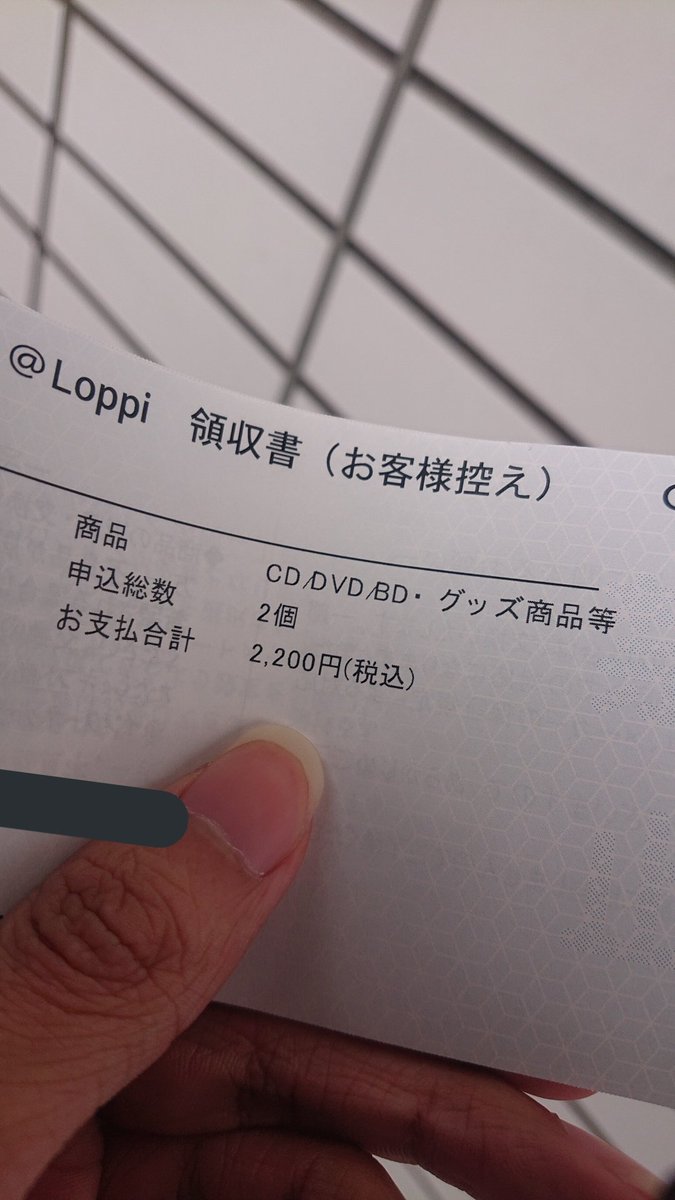 @Loppi 領収書（お客様控え）
商品 CD/DVD/BD・グッズ商品等
申込総数 2個
お支払合計 2,200円(税込)